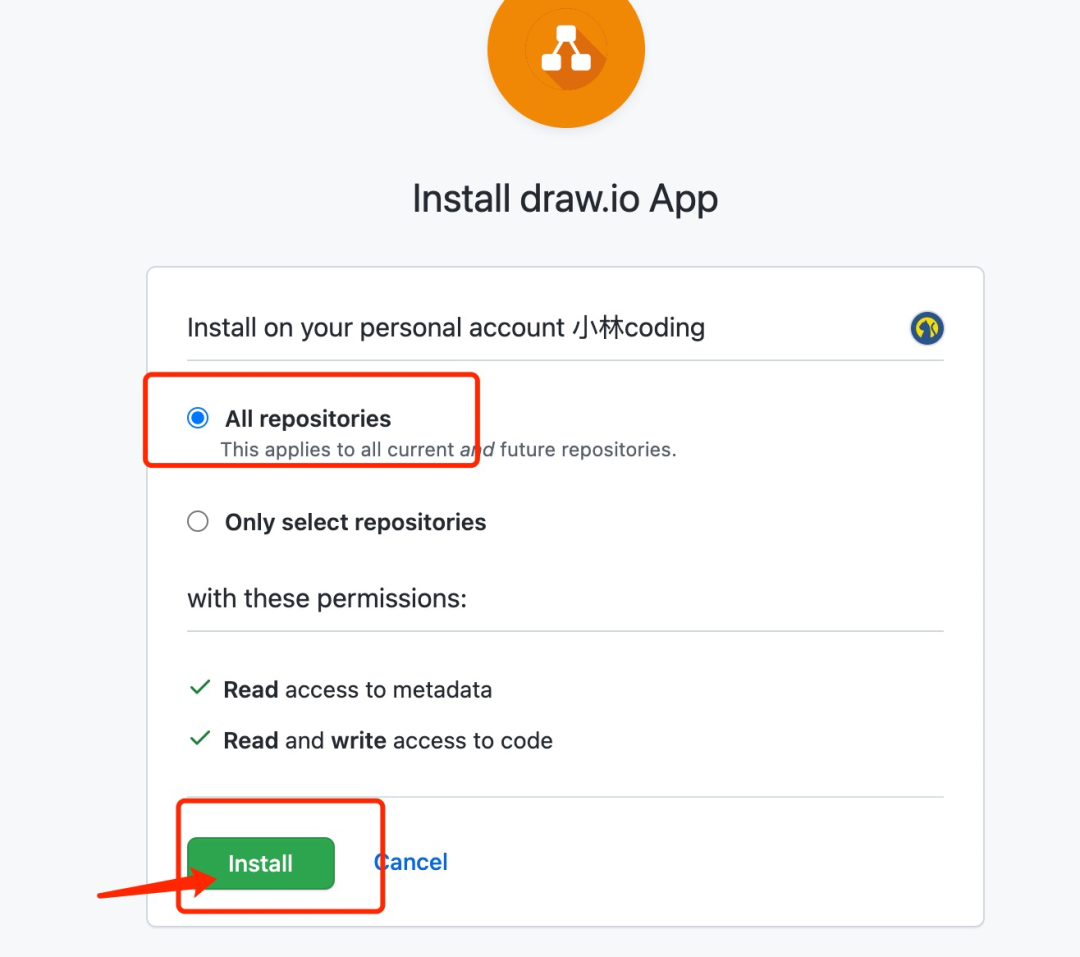 Install draw.io App
Install on your personal account 小林coding
All repositories
This applies to all current and future repositories.
Only select repositories
with these permissions:
Read access to metadata
Read and write access to code
Install
Cancel